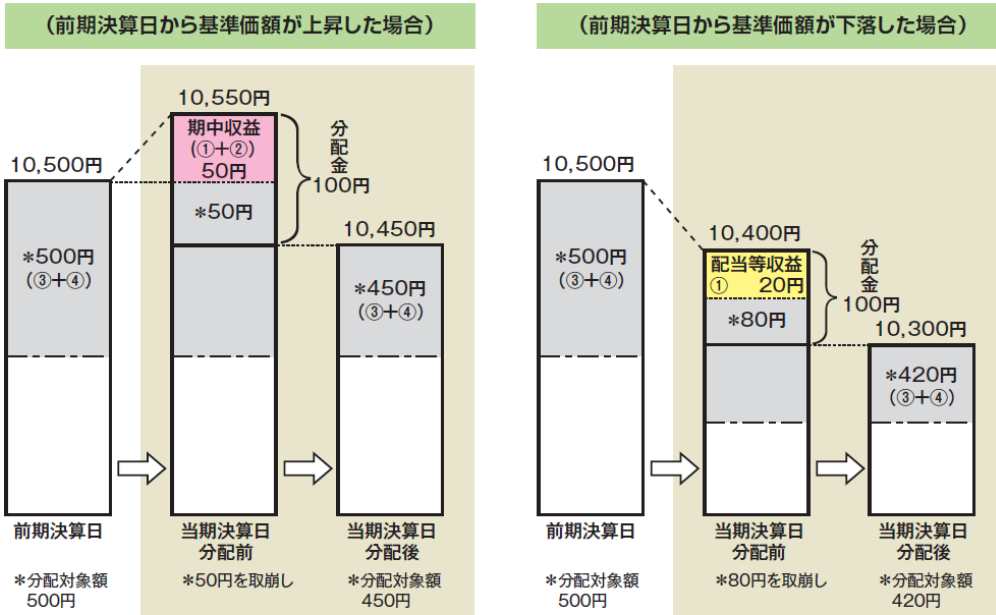 （前期決算日から基準価額が上昇した場合）
10,550円
期中収益
（①＋②）
50円
＊50円
分配金
100円
10,500円
＊500円
（③＋④）
10,450円
＊450円
（③＋④）
前期決算日
当期決算日
分配前
当期決算日
分配後
＊分配対象額
500円
＊50円を取崩し
＊分配対象額
450円
（前期決算日から基準価額が下落した場合）
10,500円
＊500円
（③＋④）
10,400円
配当等収益
① 20円
＊80円
分配金
100円
10,300円
＊420円
（③＋④）
前期決算日
当期決算日
分配前
当期決算日
分配後
＊分配対象額
500円
＊80円を取崩し
＊分配対象額
420円